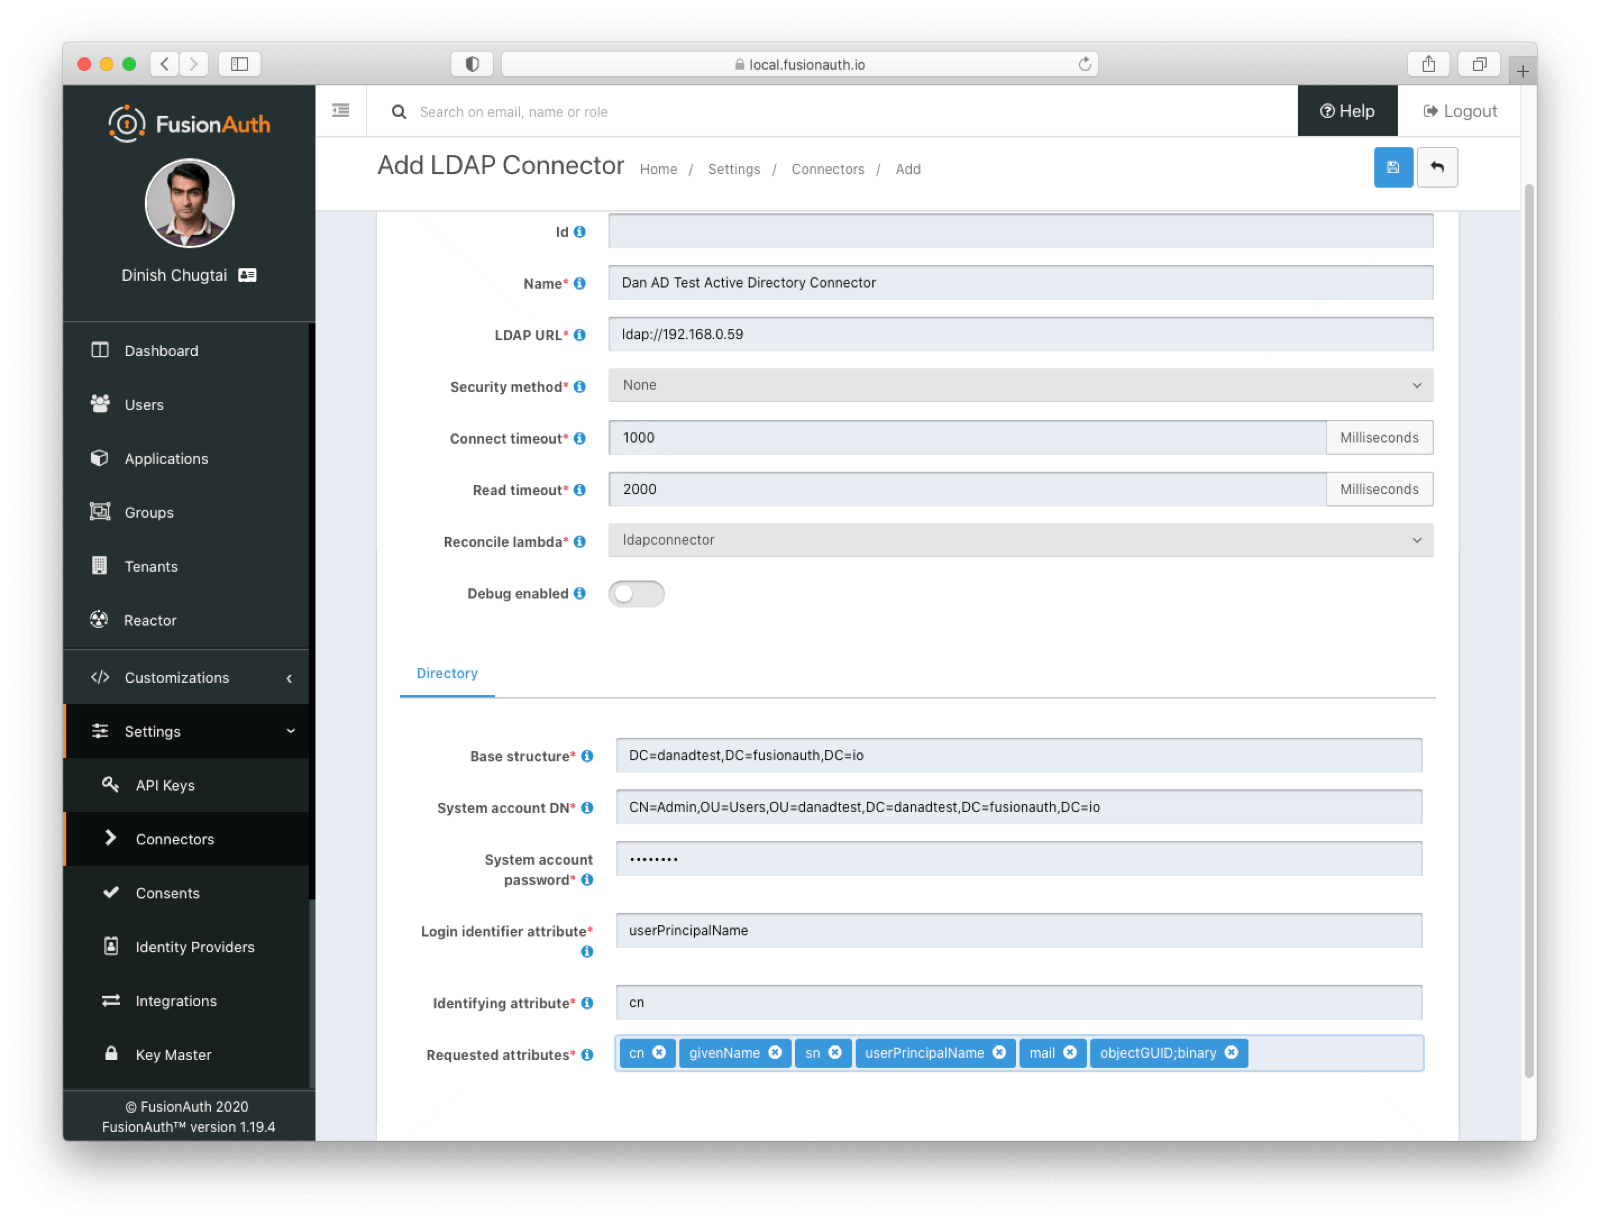 local.fusionauth.io
FusionAuth
Search on email, name or role
Help
Logout
Add LDAP Connector
Home / Settings / Connectors / Add
Dinish Chugtai
Dashboard
Users
Applications
Groups
Tenants
Reactor
Customizations
Settings
API Keys
Connectors
Consents
Identity Providers
Integrations
Key Master
© FusionAuth 2020
FusionAuth™ version 1.19.4
Id
Name* Dan AD Test Active Directory Connector
LDAP URL* ldap://192.168.0.59
Security method* None
Connect timeout* 1000 Milliseconds
Read timeout* 2000 Milliseconds
Reconcile lambda* ldapconnector
Debug enabled
Directory
Base structure* DC=danadtest,DC=fusionauth,DC=io
System account DN* CN=Admin,OU=Users,OU=danadtest,DC=danadtest,DC=fusionauth,DC=io
System account
password* ••••••••
Login identifier attribute* userPrincipalName
Identifying attribute* cn
Requested attributes* cn givenName sn userPrincipalName mail objectGUID;binary